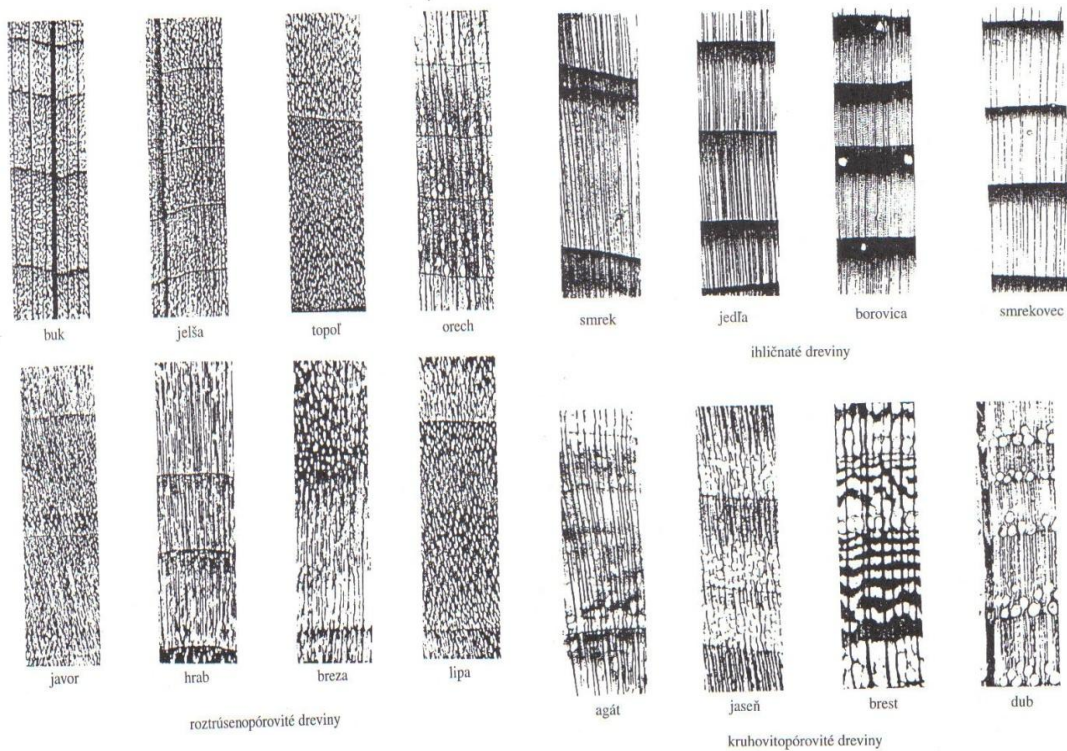 buk jelša topoľ orech
javor hrab breza lipa
roztrúsenopórovité dreviny
smrek jedľa borovica smrekovec
ihličnaté dreviny
agát jaseň brest dub
kruhovitopórovité dreviny